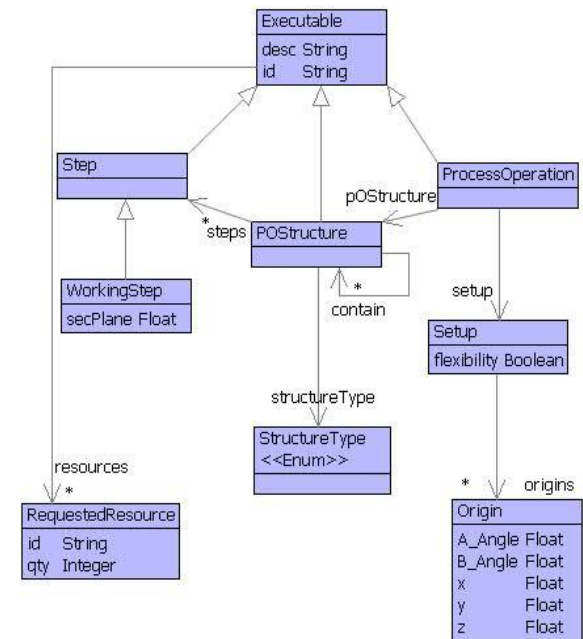 Executable
desc String
id String
Step
ProcessOperation
pOStructure
*
steps
POStructure
WorkingStep
secPlane Float
*
contain
setup
Setup
flexibility Boolean
structureType
StructureType
<<Enum>>
resources
*
* origins
RequestedResource
id String
qty Integer
Origin
A_Angle Float
B_Angle Float
x Float
y Float
z Float